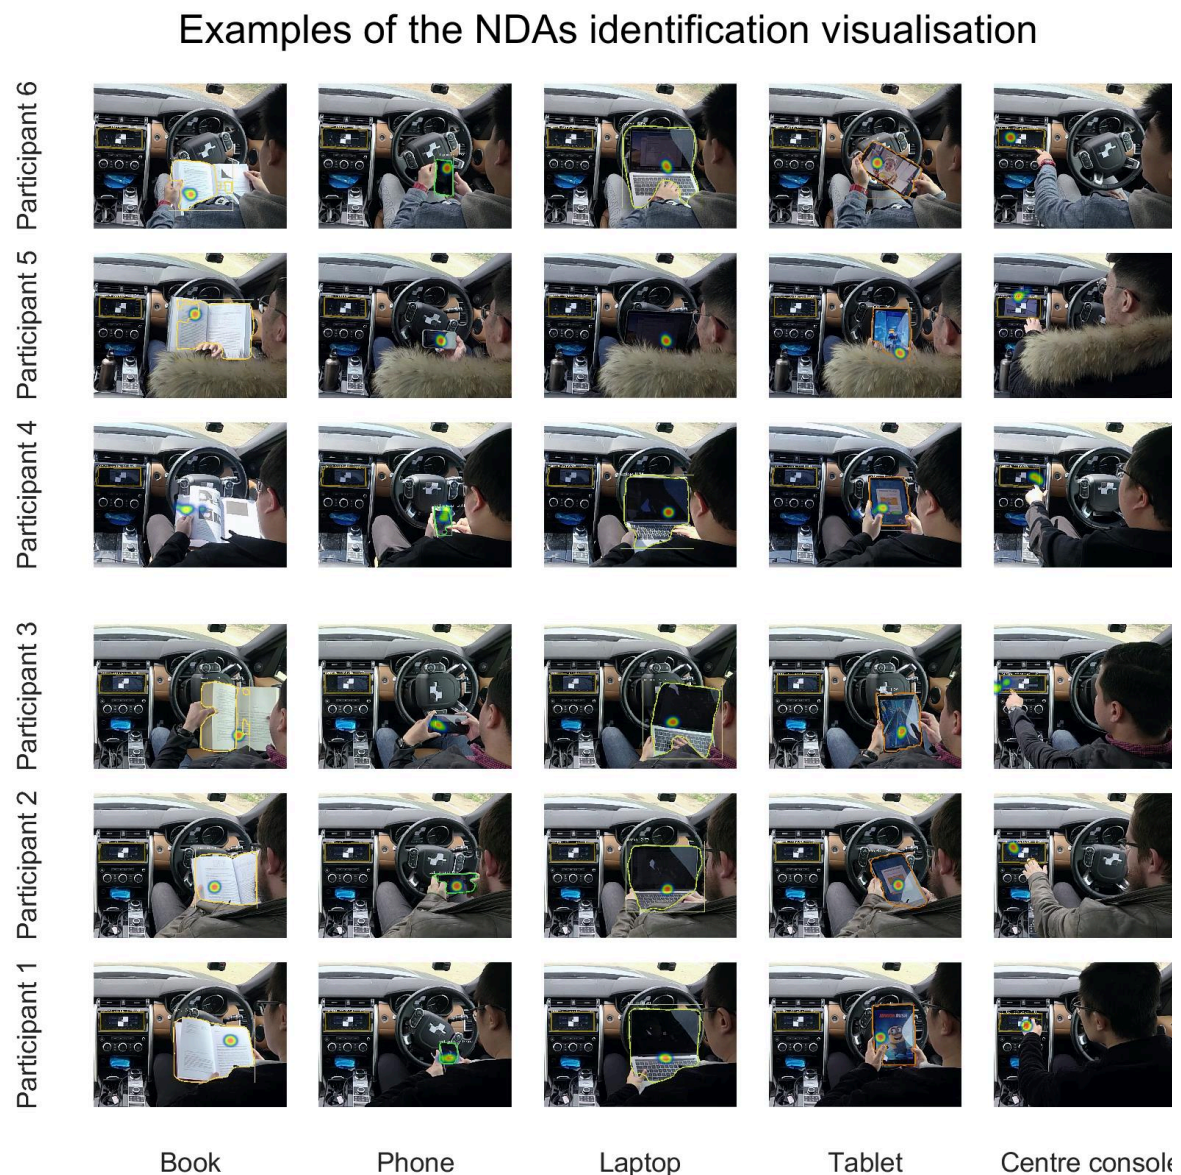 Examples of the NDAs identification visualisation
Participant 6
Participant 5
Participant 4
Participant 3
Participant 2
Participant 1
Book
Phone
Laptop
Tablet
Centre console